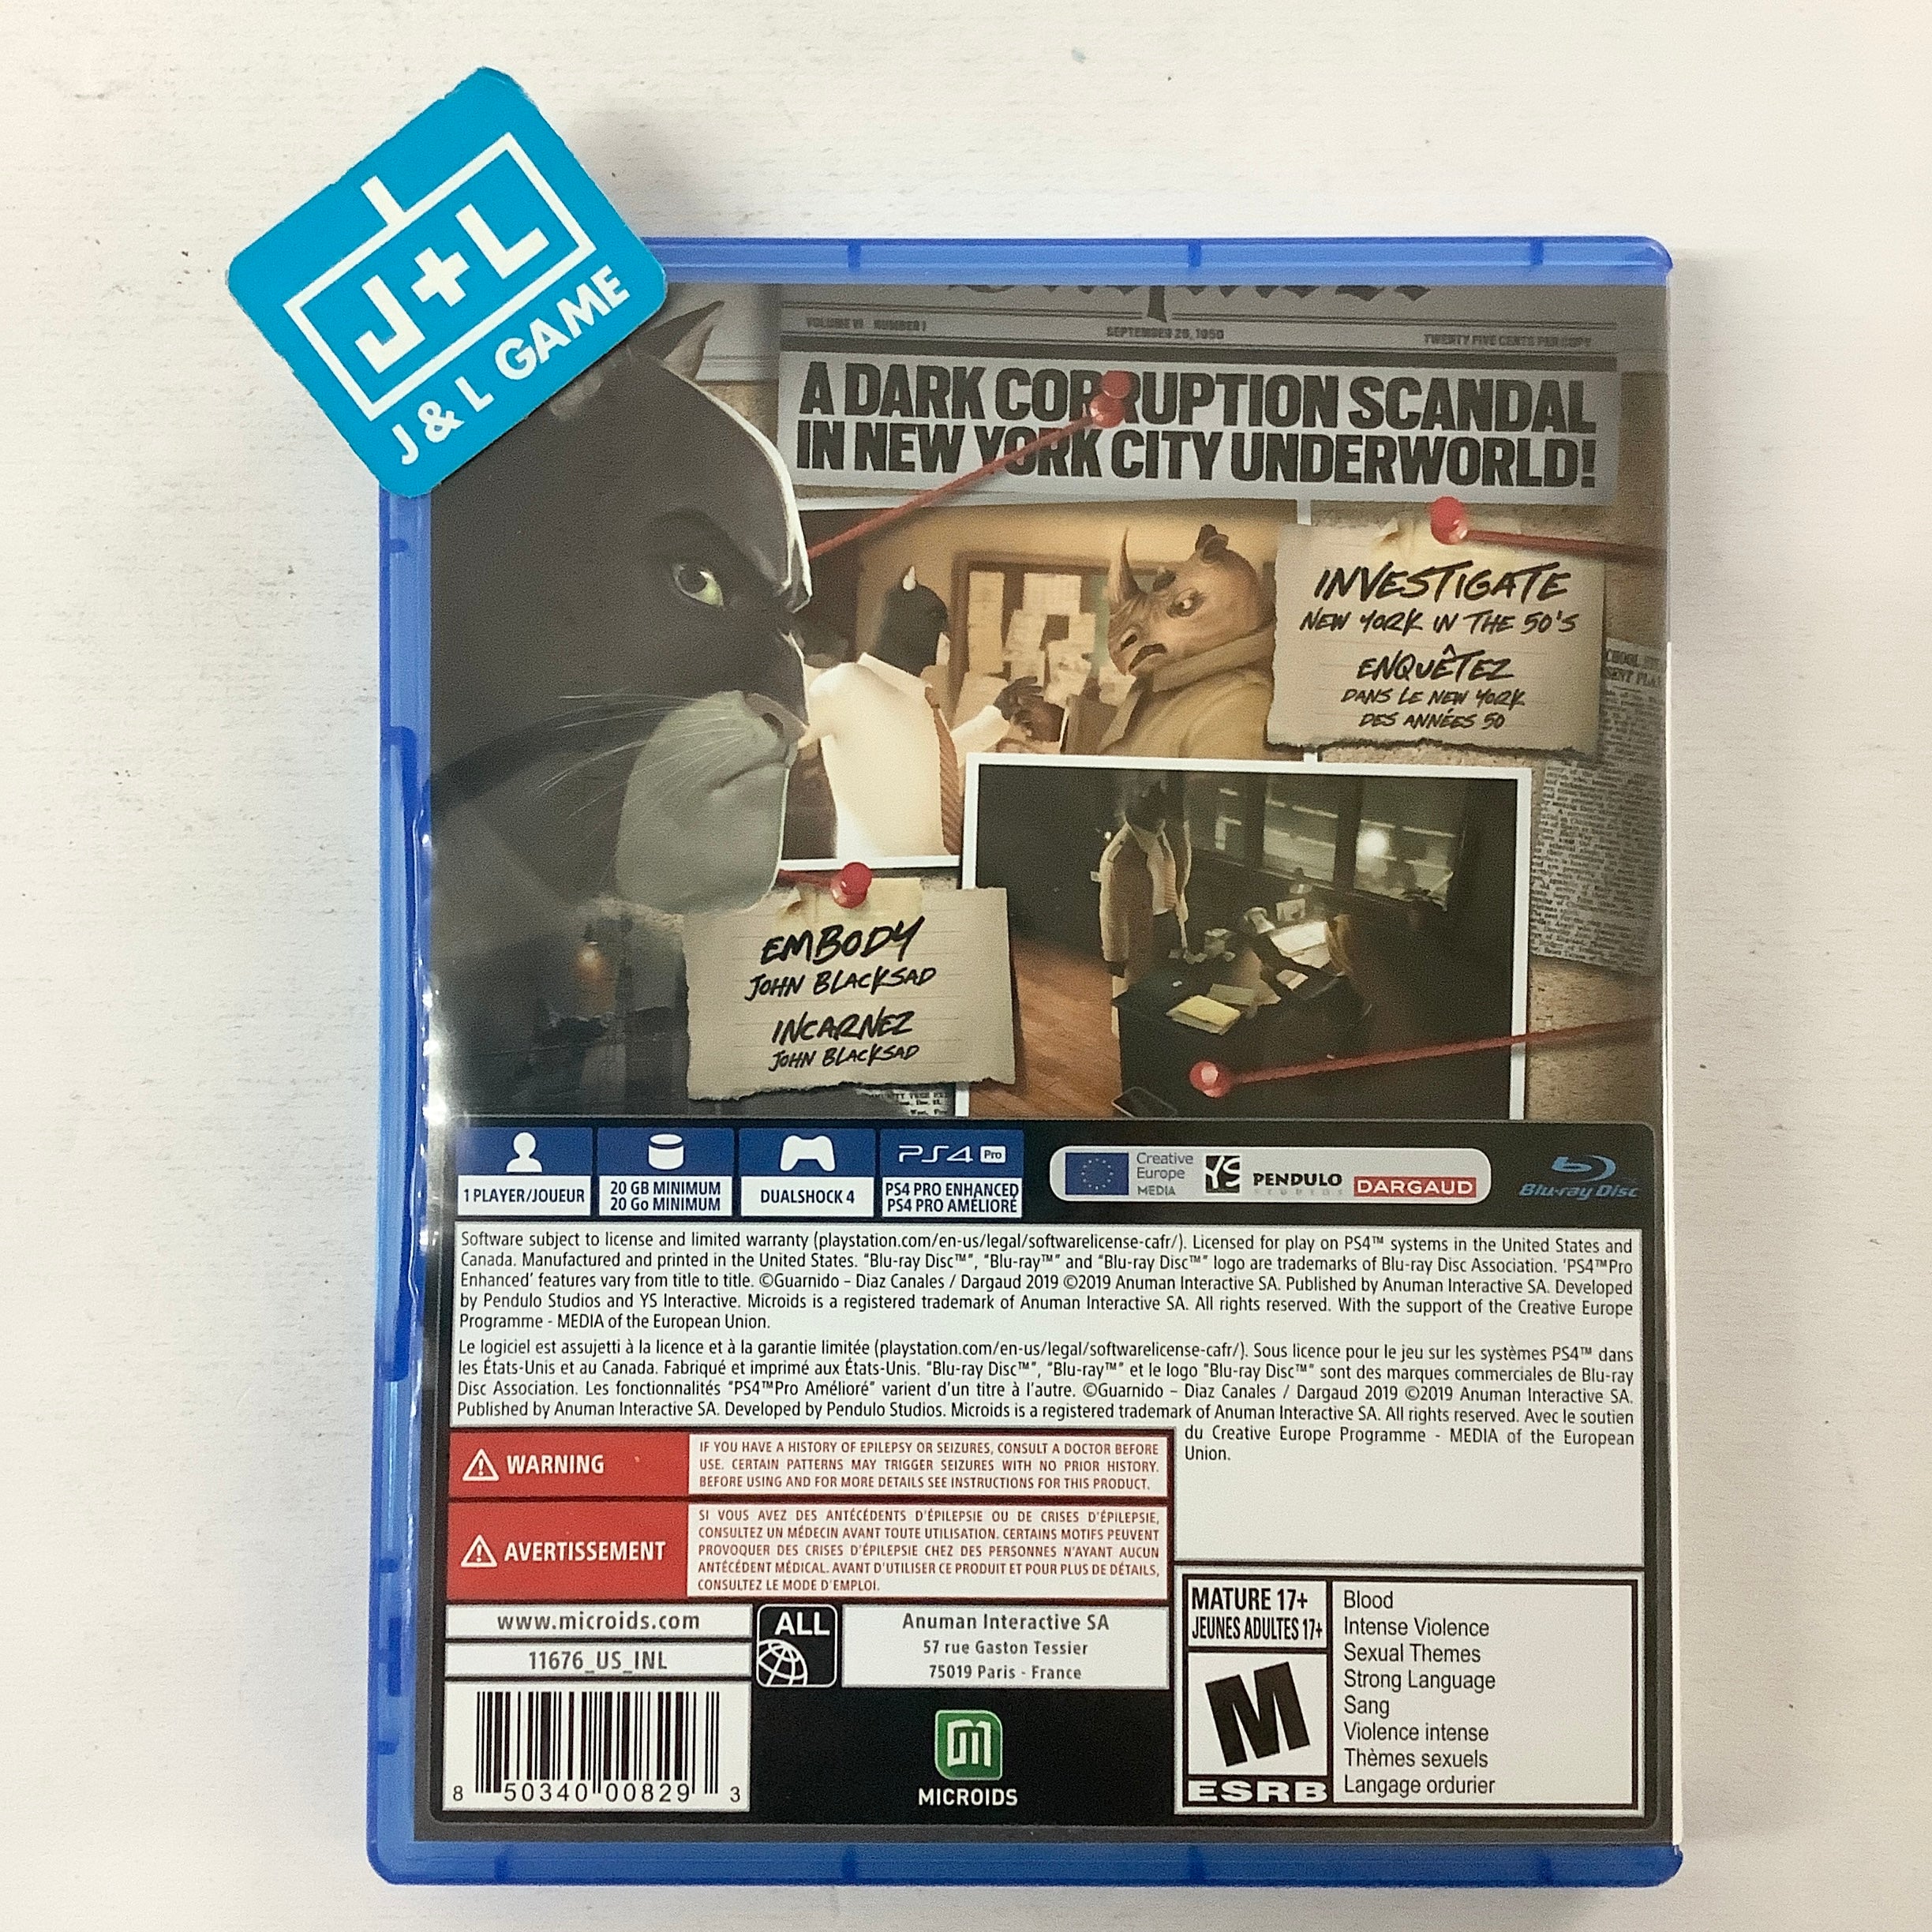 J+L
J & L GAME
VOLUME VI NUMBER 1
SEPTEMBER 29, 1950
TWENTY FIVE CENTS PER COPY
A DARK CORRUPTION SCANDAL
IN NEW YORK CITY UNDERWORLD!
INVESTIGATE
NEW YORK IN THE 50'S
ENQUÊTEZ
DANS LE NEW YORK
DES ANNÉES 50
EMBODY
JOHN BLACKSAD
INCARNEZ
JOHN BLACKSAD
1 PLAYER/JOUEUR
20 GB MINIMUM
20 Go MINIMUM
DUALSHOCK 4
PS4 Pro
PS4 PRO ENHANCED
PS4 PRO AMÉLIORÉ
Creative
Europe
MEDIA
YS
PENDULO
STUDIOS
DARGAUD
Blu-ray Disc
Software subject to license and limited warranty (playstation.com/en-us/legal/softwarelicense-cafr/). Licensed for play on PS4™ systems in the United States and
Canada. Manufactured and printed in the United States. "Blu-ray Disc™", "Blu-ray™" and "Blu-ray Disc™" logo are trademarks of Blu-ray Disc Association. 'PS4™Pro
Enhanced' features vary from title to title. ©Guarnido – Diaz Canales / Dargaud 2019 ©2019 Anuman Interactive SA. Published by Anuman Interactive SA. Developed
by Pendulo Studios and YS Interactive. Microids is a registered trademark of Anuman Interactive SA. All rights reserved. With the support of the Creative Europe
Programme - MEDIA of the European Union.
Le logiciel est assujetti à la licence et à la garantie limitée (playstation.com/en-us/legal/softwarelicense-cafr/). Sous licence pour le jeu sur les systèmes PS4™ dans
les États-Unis et au Canada. Fabriqué et imprimé aux États-Unis. "Blu-ray Disc™", "Blu-ray™" et le logo "Blu-ray Disc™" sont des marques commerciales de Blu-ray
Disc Association. Les fonctionnalités "PS4™Pro Amélioré" varient d'un titre à l'autre. ©Guarnido – Diaz Canales / Dargaud 2019 ©2019 Anuman Interactive SA.
Published by Anuman Interactive SA. Developed by Pendulo Studios. Microids is a registered trademark of Anuman Interactive SA. All rights reserved. Avec le soutien
du Creative Europe Programme - MEDIA of the European
Union.
WARNING
IF YOU HAVE A HISTORY OF EPILEPSY OR SEIZURES, CONSULT A DOCTOR BEFORE
USE. CERTAIN PATTERNS MAY TRIGGER SEIZURES WITH NO PRIOR HISTORY.
BEFORE USING AND FOR MORE DETAILS SEE INSTRUCTIONS FOR THIS PRODUCT.
AVERTISSEMENT
SI VOUS AVEZ DES ANTÉCÉDENTS D'ÉPILEPSIE OU DE CRISES D'ÉPILEPSIE,
CONSULTEZ UN MÉDECIN AVANT TOUTE UTILISATION. CERTAINS MOTIFS PEUVENT
PROVOQUER DES CRISES D'ÉPILEPSIE CHEZ DES PERSONNES N'AYANT AUCUN
ANTÉCÉDENT MÉDICAL. AVANT D'UTILISER CE PRODUIT ET POUR PLUS DE DÉTAILS,
CONSULTEZ LE MODE D'EMPLOI.
www.microids.com
11676_US_INL
ALL
Anuman Interactive SA
57 rue Gaston Tessier
75019 Paris - France
8 50340 00829 3
MICROIDS
MATURE 17+
JEUNES ADULTES 17+
M
ESRB
Blood
Intense Violence
Sexual Themes
Strong Language
Sang
Violence intense
Thèmes sexuels
Langage ordurier